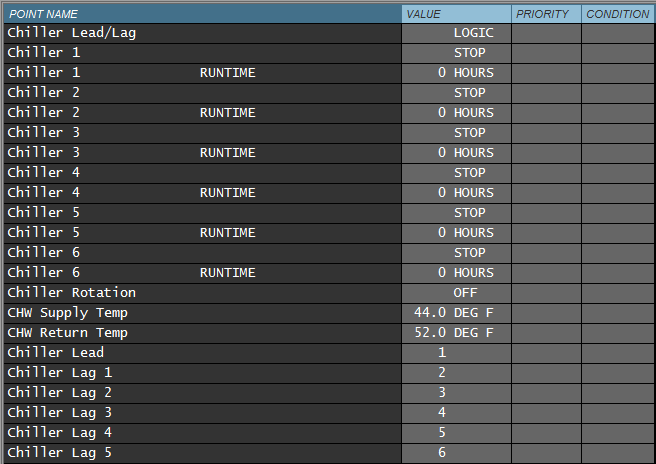 POINT NAME VALUE PRIORITY CONDITION
Chiller Lead/Lag LOGIC
Chiller 1 STOP
Chiller 1 RUNTIME 0 HOURS
Chiller 2 STOP
Chiller 2 RUNTIME 0 HOURS
Chiller 3 STOP
Chiller 3 RUNTIME 0 HOURS
Chiller 4 STOP
Chiller 4 RUNTIME 0 HOURS
Chiller 5 STOP
Chiller 5 RUNTIME 0 HOURS
Chiller 6 STOP
Chiller 6 RUNTIME 0 HOURS
Chiller Rotation OFF
CHW Supply Temp 44.0 DEG F
CHW Return Temp 52.0 DEG F
Chiller Lead 1
Chiller Lag 1 2
Chiller Lag 2 3
Chiller Lag 3 4
Chiller Lag 4 5
Chiller Lag 5 6